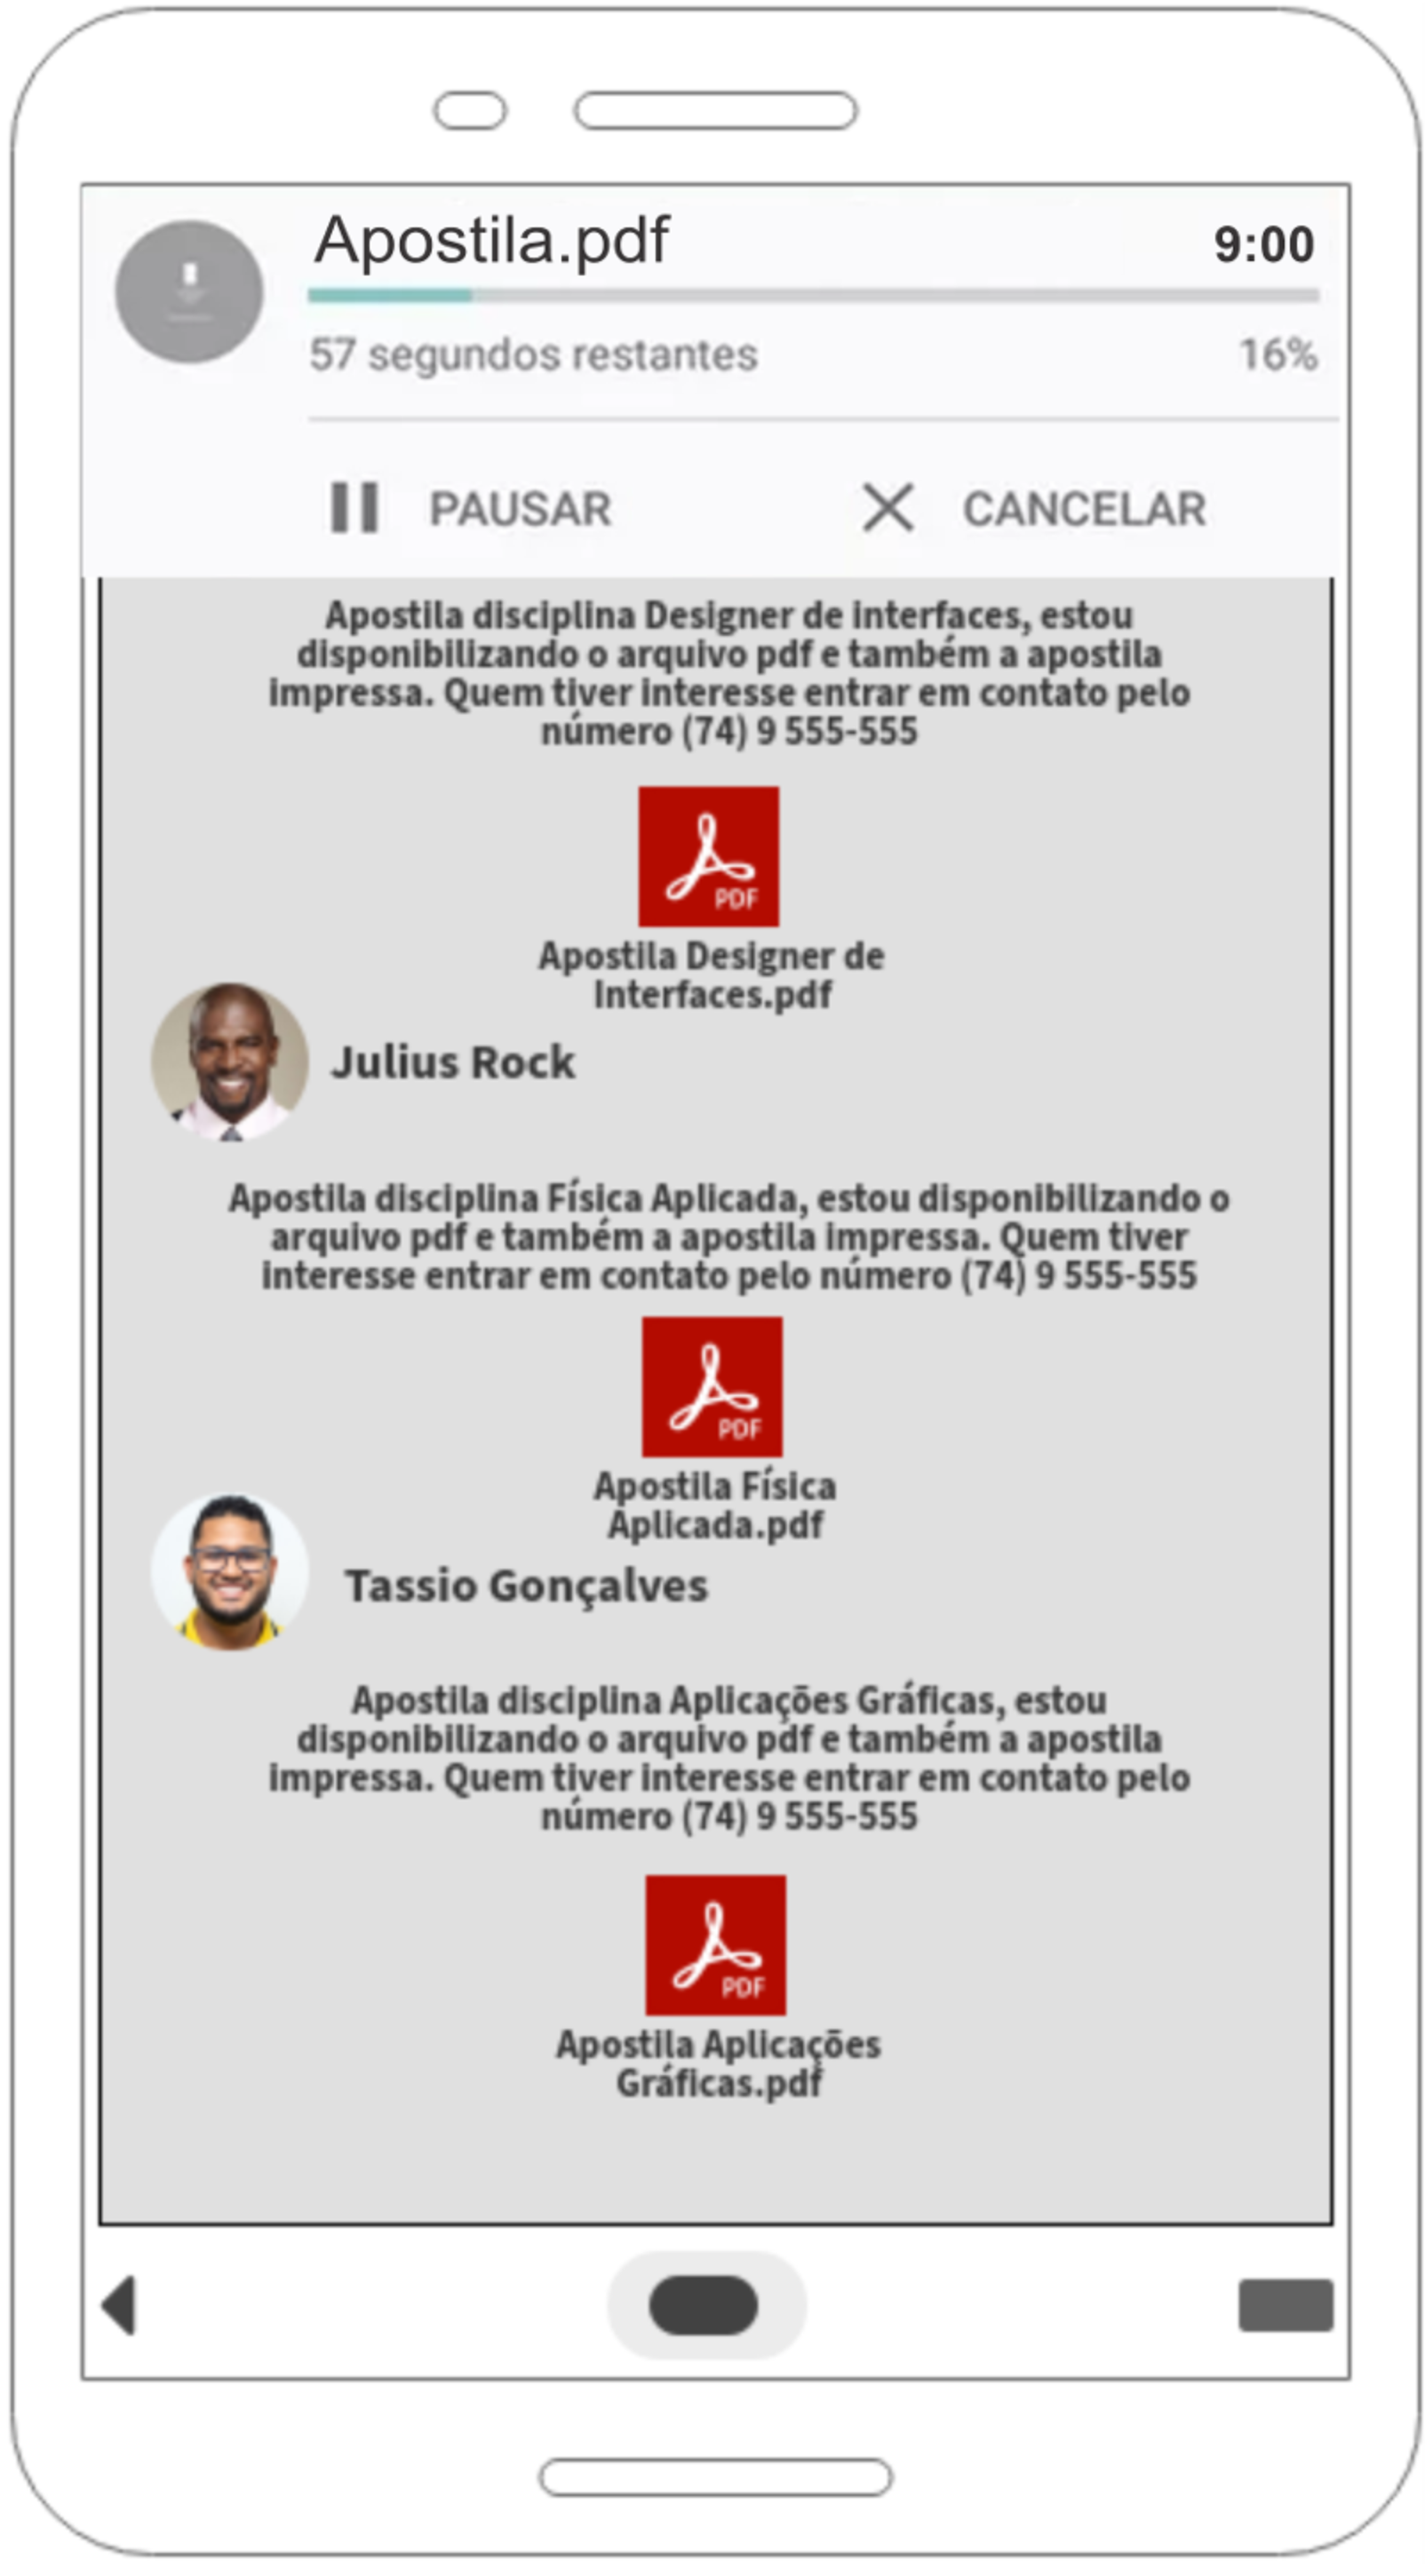 Apostila.pdf
9:00
57 segundos restantes
16%
PAUSAR
CANCELAR
Apostila disciplina Designer de interfaces, estou
disponibilizando o arquivo pdf e também a apostila
impressa. Quem tiver interesse entrar em contato pelo
número (74) 9 555-555
PDF
Apostila Designer de
Interfaces.pdf
Julius Rock
Apostila disciplina Física Aplicada, estou disponibilizando o
arquivo pdf e também a apostila impressa. Quem tiver
interesse entrar em contato pelo número (74) 9 555-555
PDF
Apostila Física
Aplicada.pdf
Tassio Gonçalves
Apostila disciplina Aplicações Gráficas, estou
disponibilizando o arquivo pdf e também a apostila
impressa. Quem tiver interesse entrar em contato pelo
número (74) 9 555-555
PDF
Apostila Aplicações
Gráficas.pdf